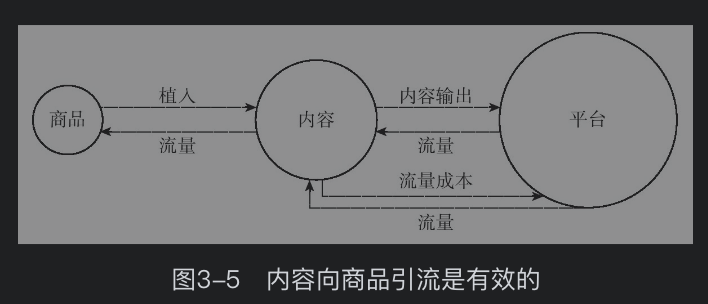 植入
内容输出
商品
内容
平台
流量
流量
流量成本
流量
图3-5 内容向商品引流是有效的